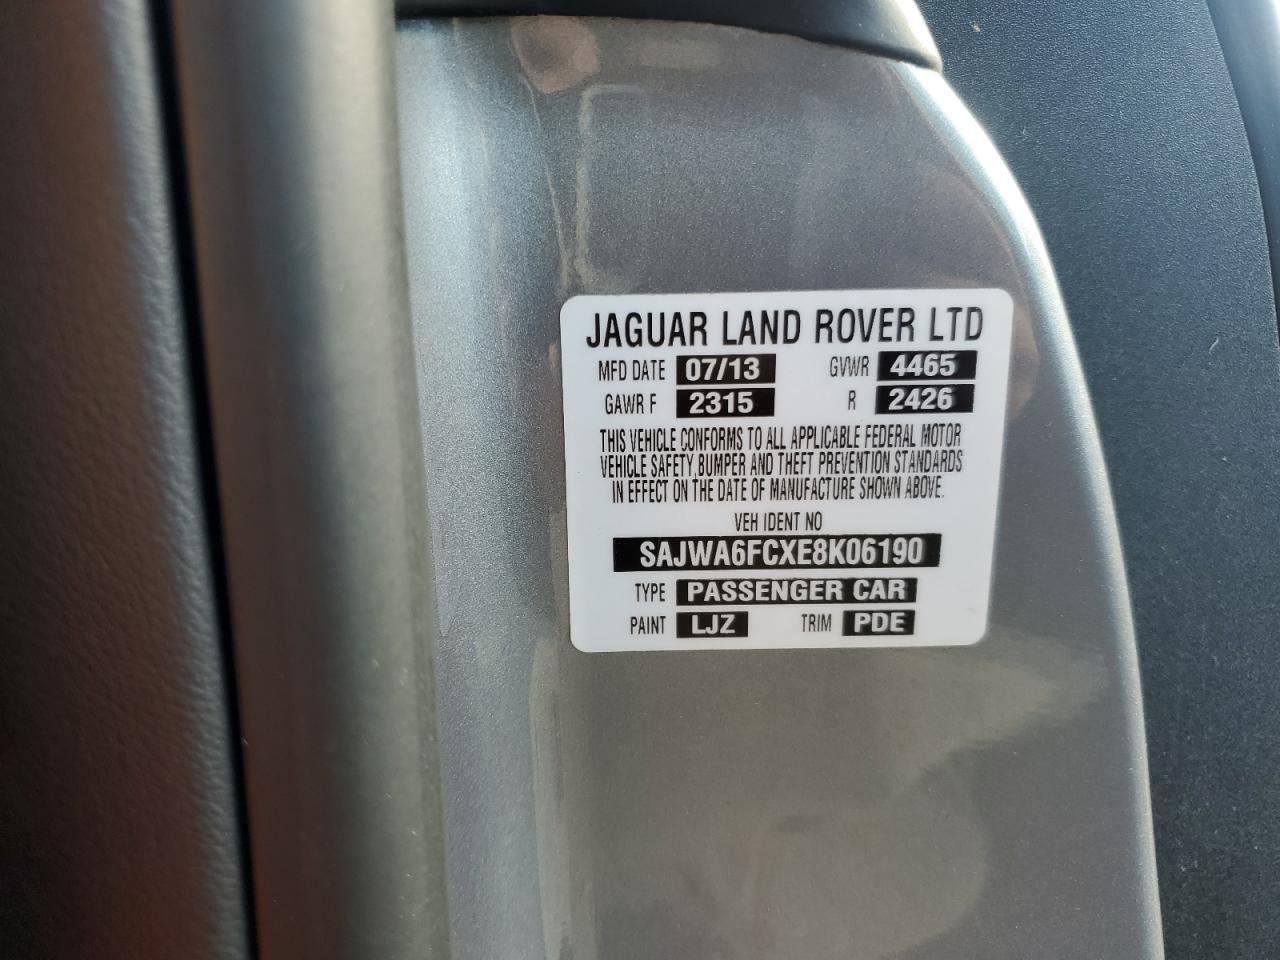 JAGUAR LAND ROVER LTD
MFD DATE 07/13 GVWR 4465
GAWR F 2315 R 2426
THIS VEHICLE CONFORMS TO ALL APPLICABLE FEDERAL MOTOR
VEHICLE SAFETY, BUMPER AND THEFT PREVENTION STANDARDS
IN EFFECT ON THE DATE OF MANUFACTURE SHOWN ABOVE.
VEH IDENT NO
SAJWA6FCXE8K06190
TYPE PASSENGER CAR
PAINT LJZ TRIM PDE